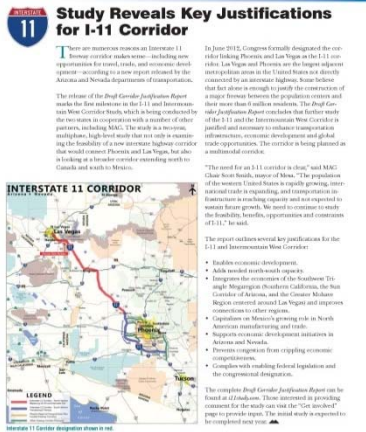 INTERSTATE
11
Study Reveals Key Justifications
for I-11 Corridor
There are numerous reasons an Interstate 11
freeway corridor makes sense—including new
opportunities for travel, trade, and economic devel-
opment—according to a new report released by the
Arizona and Nevada departments of transportation.
The release of the Draft Corridor Justification Report
marks the first milestone in the I-11 and Intermoun-
tain West Corridor Study, which is being conducted by
the two states in cooperation with a number of other
partners, including MAG. The study is a two-year,
multiphase, high-level study that not only is examin-
ing the feasibility of a new interstate highway corridor
that would connect Phoenix and Las Vegas, but also
is looking at a broader corridor extending north to
Canada and south to Mexico.
INTERSTATE 11 CORRIDOR
Las Vegas
Phoenix
Tucson
LEGEND
Interstate 11 Corridor designation shown in red.
In June 2012, Congress formally designated the cor-
ridor linking Phoenix and Las Vegas as the I-11 cor-
ridor. Las Vegas and Phoenix are the largest adjacent
metropolitan areas in the United States not directly
connected by an interstate highway. Some believe
that fact alone is enough to justify the construction of
a major freeway between the population centers and
their more than 6 million residents. The Draft Cor-
ridor Justification Report concludes that further study
of the I-11 and the Intermountain West Corridor is
justified and necessary to enhance transportation
infrastructure, economic development and global
trade opportunities. The corridor is being planned as
a multimodal corridor.
"The need for an I-11 corridor is clear," said MAG
Chair Scott Smith, mayor of Mesa. "The population
of the western United States is rapidly growing, inter-
national trade is expanding, and transportation in-
frastructure is reaching capacity and not expected to
sustain future growth. We need to continue to study
the feasibility, benefits, opportunities and constraints
of I-11," he said.
The report outlines several key justifications for the
I-11 and Intermountain West Corridor:
• Enables economic development.
• Adds needed north-south capacity.
• Integrates the economies of the Southwest Tri-
angle Megaregion (Southern California, the Sun
Corridor of Arizona, and the Greater Mohave
Region centered around Las Vegas) and improves
connections to other regions.
• Capitalizes on Mexico's growing role in North
American manufacturing and trade.
• Supports economic development initiatives in
Arizona and Nevada.
• Prevents congestion from crippling economic
competitiveness.
• Complies with enabling federal legislation and
the congressional designation.
The complete Draft Corridor Justification Report can be
found at i11study.com. Those interested in providing
comment for the study can visit the "Get involved"
page to provide input. The initial study is expected to
be completed next year.